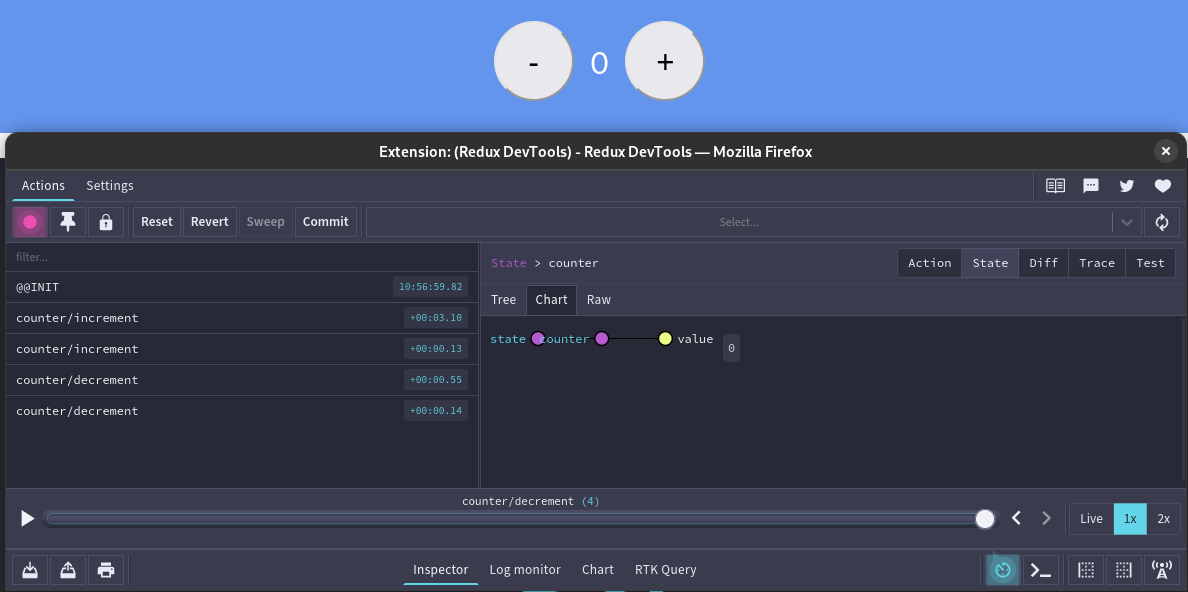 - 0 +
Extension: (Redux DevTools) - Redux DevTools — Mozilla Firefox
Actions Settings
Reset Revert Sweep Commit Select...
filter...
State > counter
Action State Diff Trace Test
@@INIT 10:56:59.82
counter/increment +00:03.10
counter/increment +00:00.13
counter/decrement +00:00.55
counter/decrement +00:00.14
Tree Chart Raw
state counter value 0
counter/decrement (4)
Live 1x 2x
Inspector Log monitor Chart RTK Query